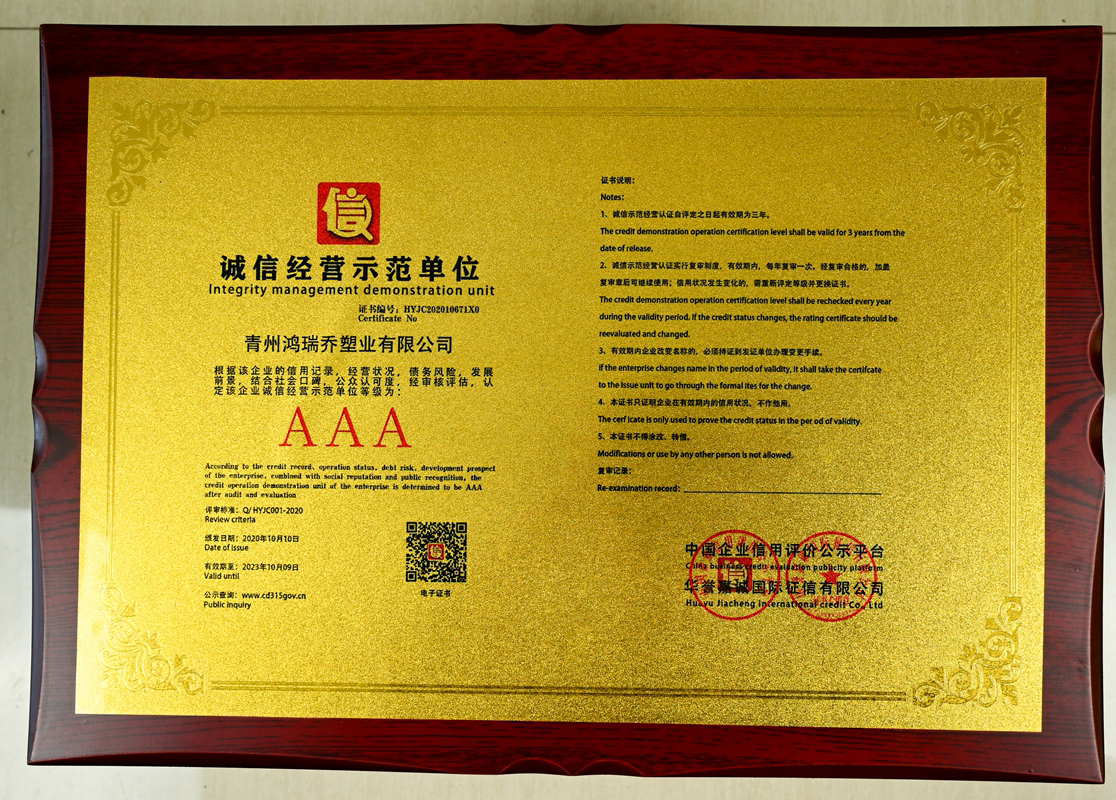 信
诚信经营示范单位
Integrity management demonstration unit
证书编号：HYJC202010671X0
Certificate No
青州鸿瑞乔塑业有限公司
根据该企业的信用记录，经营状况，债务风险，发展
前景，结合社会口碑，公众认可度，经审核评估，认
定该企业诚信经营示范单位等级为：
AAA
According to the credit record, operation status, debt risk, development prospect
of the enterprise, combined with social reputation and public recognition, the
credit operation demonstration unit of the enterprise is determined to be AAA
after audit and evaluation
评审标准：Q/ HYJC001-2020
Review criteria
颁发日期：2020年10月10日
Date of issue
有效期至：2023年10月09日
Valid until
公示查询：www.cd315gov.cn
Public inquiry
电子证书
证书说明：
Notes：
1、诚信示范经营认证自评定之日起有效期为三年。
The credit demonstration operation certification level shall be valid for 3 years from the
date of release.
2、诚信示范经营认证实行复审制度，有效期内，每年复审一次。经复审合格的，加盖
复审章后可继续使用；信用状况发生变化的，需重新评定等级并更换证书。
The credit demonstration operation certification level shall be rechecked every year
during the validity period. If the credit status changes, the rating certificate should be
reevaluated and changed.
3、有效期内企业改变名称的，必须持证到发证单位办理变更手续。
If the enterprise changes name in the period of validity, it shall take the certifcate
to the issue unit to go through the formal ites for the change.
4、本证书只证明企业在有效期内的信用状况，不作他用。
The cerf icate is only used to prove the credit status in the per od of validity.
5、本证书不得涂改、转借。
Modifications or use by any other person is not allowed.
复审记录：
Re-examination record：
中国企业信用评价公示平台
China business credit evaluation publicity platform
华誉嘉诚国际征信有限公司
Huayu Jiacheng international credit Co., Ltd